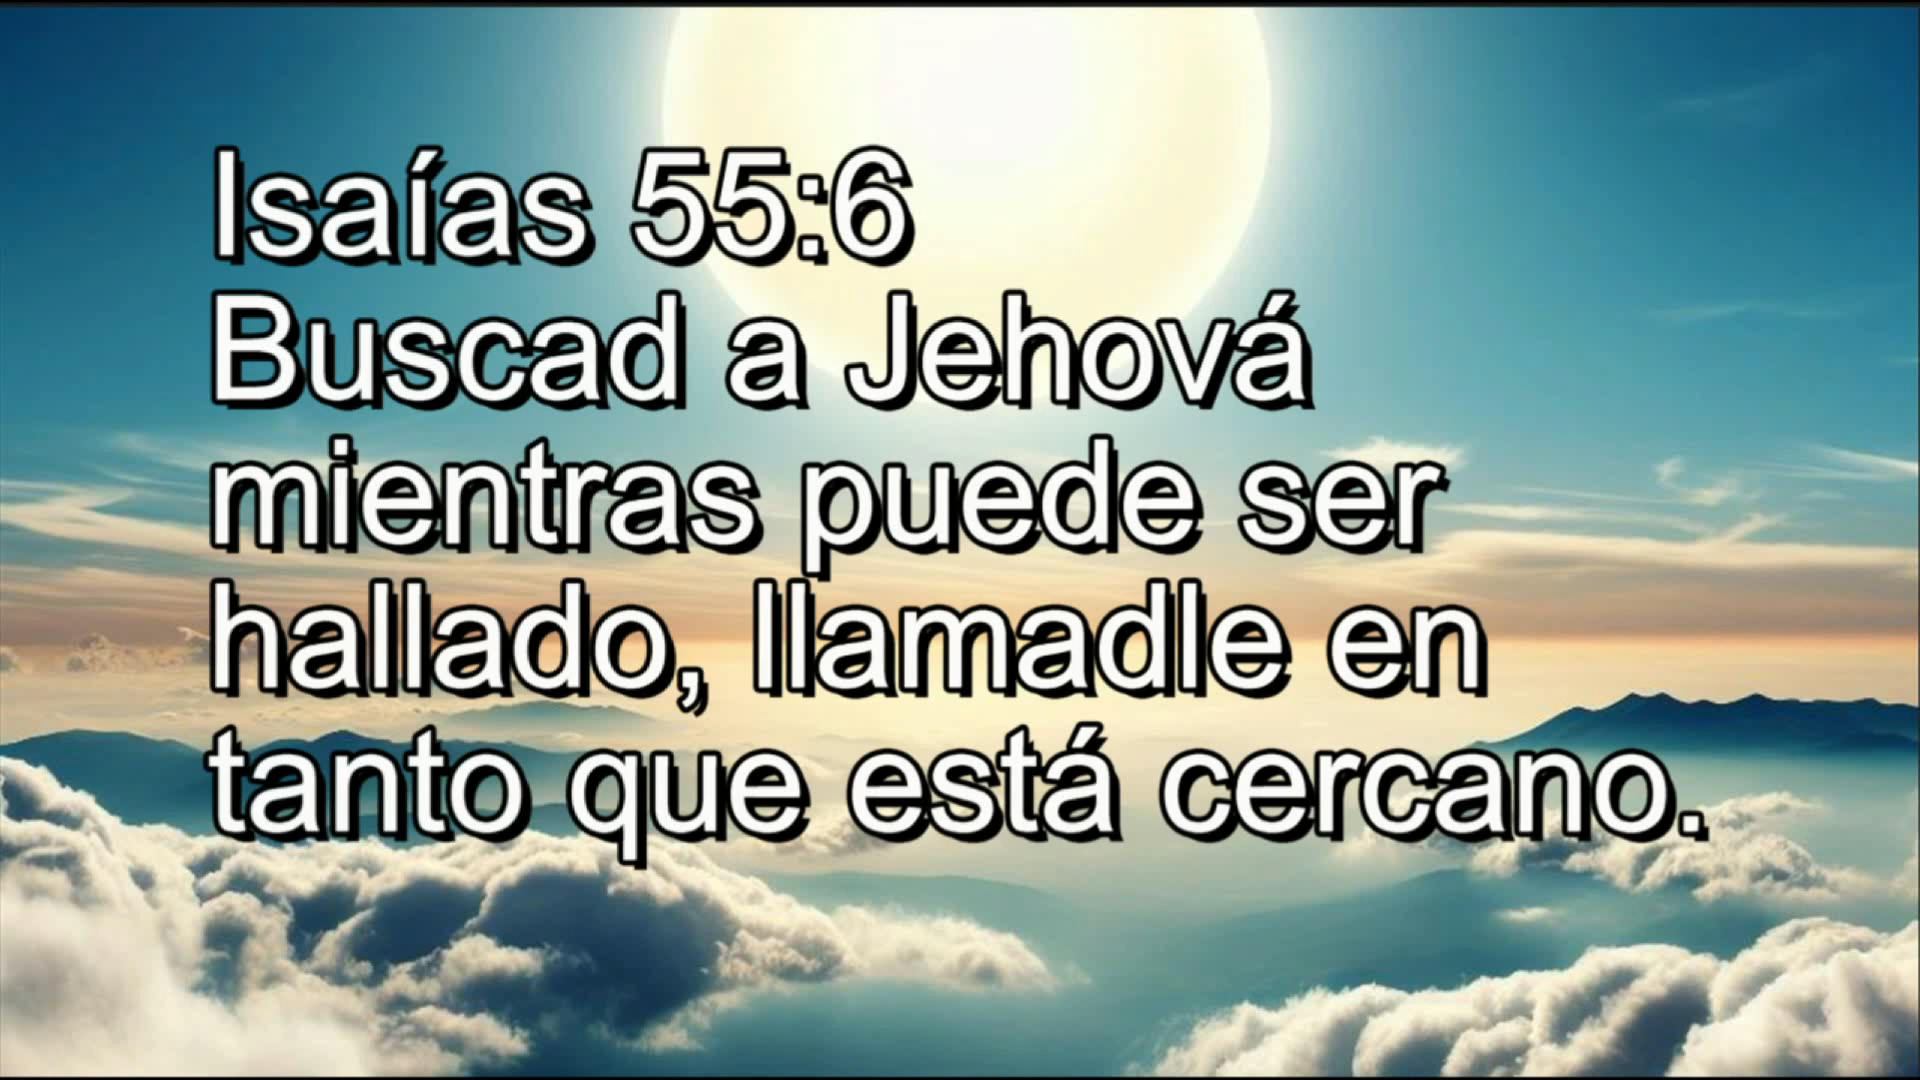 Isaías 55:6
Buscad a Jehová
mientras puede ser
hallado, llamadle en
tanto que está cercano.